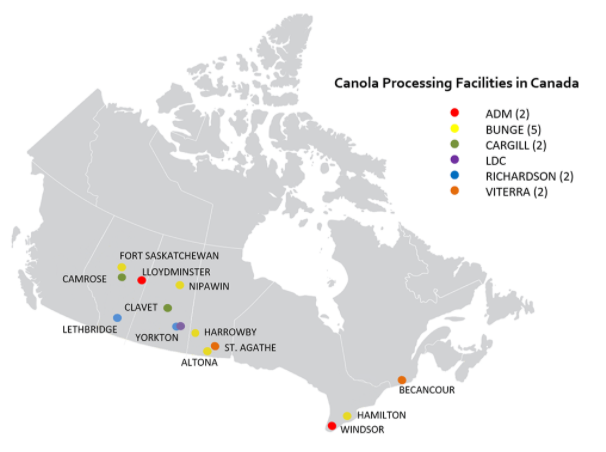 Canola Processing Facilities in Canada
ADM (2)
BUNGE (5)
CARGILL (2)
LDC
RICHARDSON (2)
VITERRA (2)
FORT SASKATCHEWAN
LLOYDMINSTER
CAMROSE
NIPAWIN
CLAVET
LETHBRIDGE
YORKTON
HARROWBY
ST. AGATHE
ALTONA
BECANCOUR
HAMILTON
WINDSOR